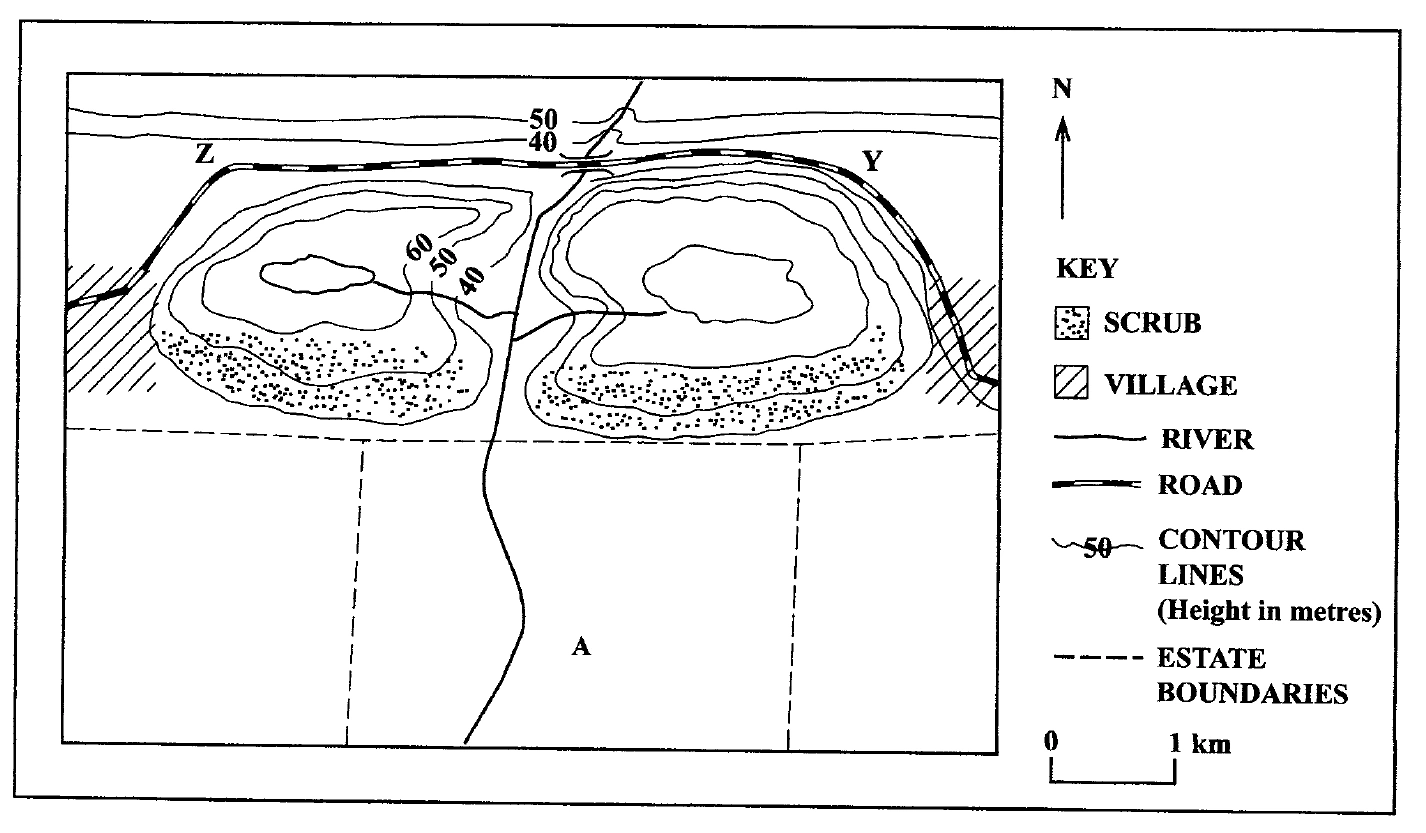 50
40
Z
Y
60
50
40
A
N
KEY
SCRUB
VILLAGE
RIVER
ROAD
50
CONTOUR
LINES
(Height in metres)
ESTATE
BOUNDARIES
0
1 km